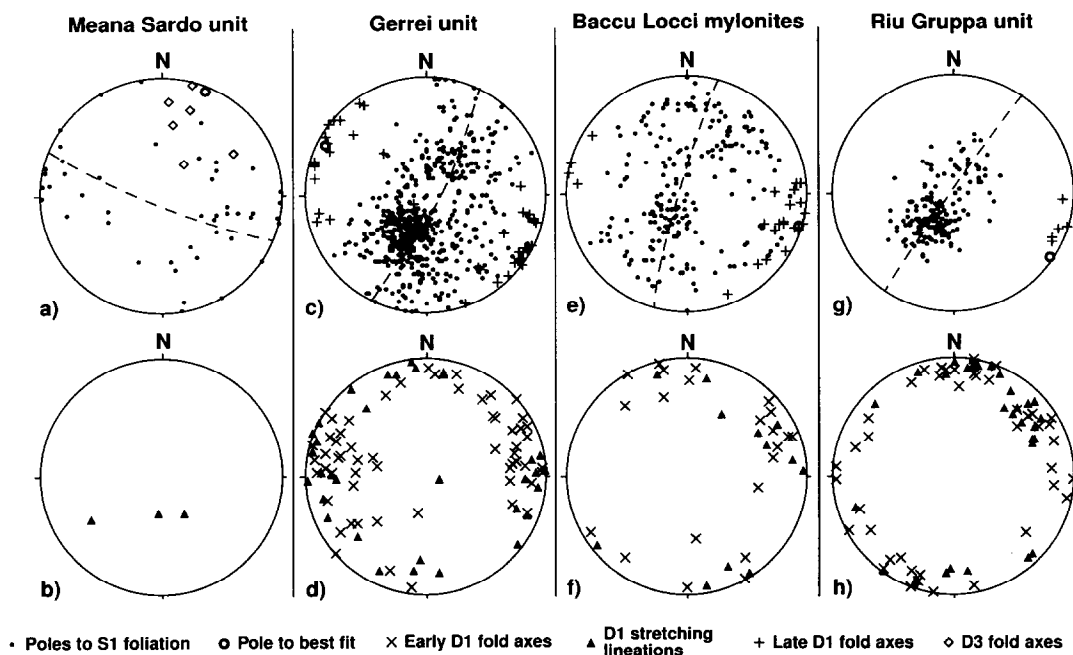 Meana Sardo unit
Gerrei unit
Baccu Locci mylonites
Riu Gruppa unit
N
N
N
N
a)
c)
e)
g)
N
N
N
N
b)
d)
f)
h)
Poles to S1 foliation
Pole to best fit
Early D1 fold axes
D1 stretching
lineations
Late D1 fold axes
D3 fold axes